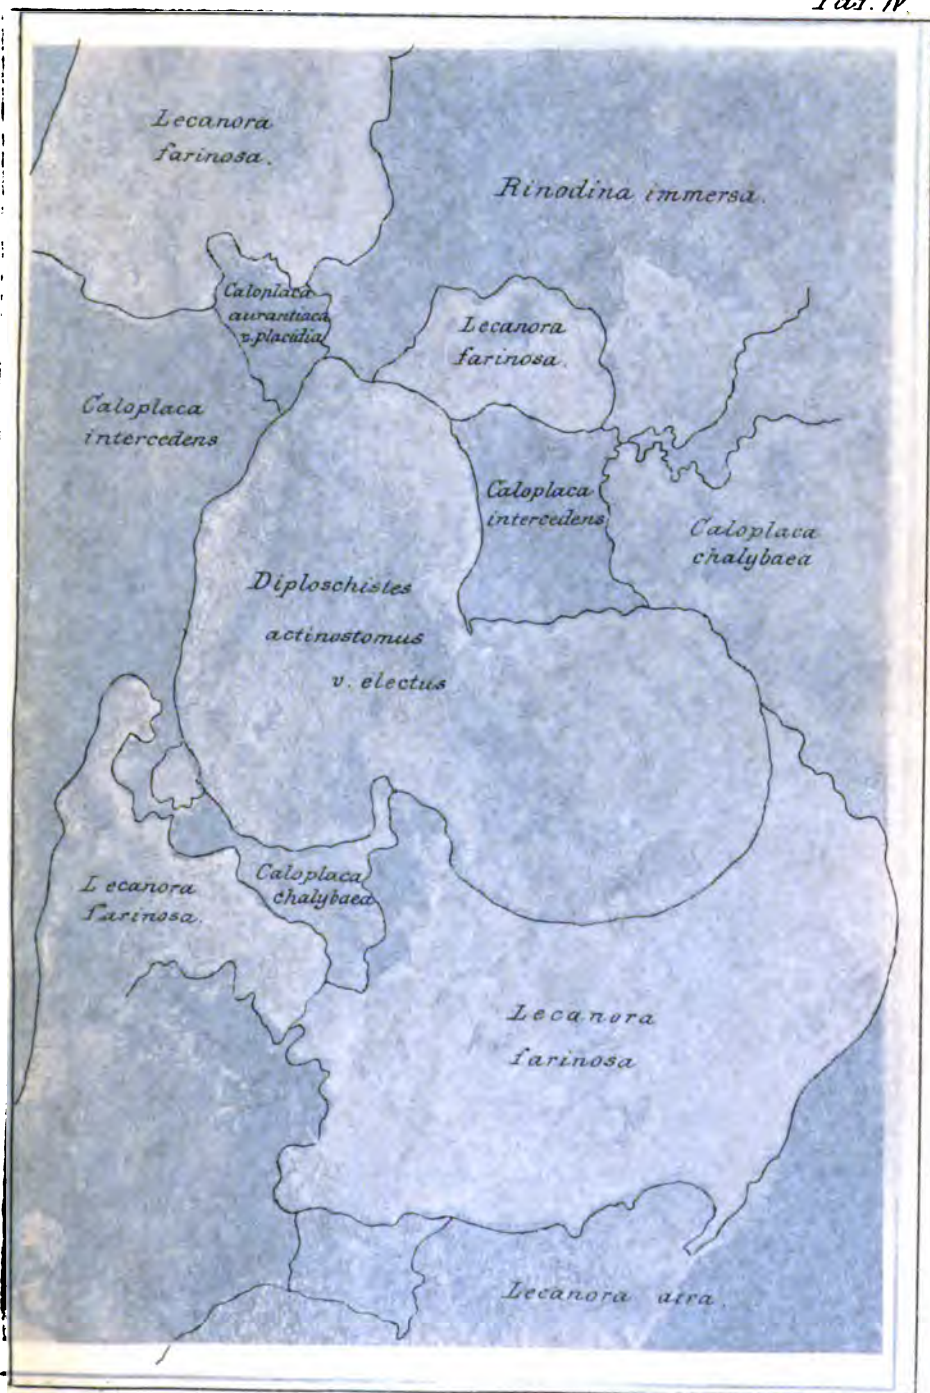 Taf. IV
Lecanora
farinosa.
Rinodina immersa.
Caloplaca
aurantiaca
v. placidia
Lecanora
farinosa.
Caloplaca
intercedens
Caloplaca
intercedens
Caloplaca
chalybaea
Diploschistes
actinostomus
v. electus
Caloplaca
chalybaea
Lecanora
farinosa.
Lecanora
farinosa
Lecanora atra.